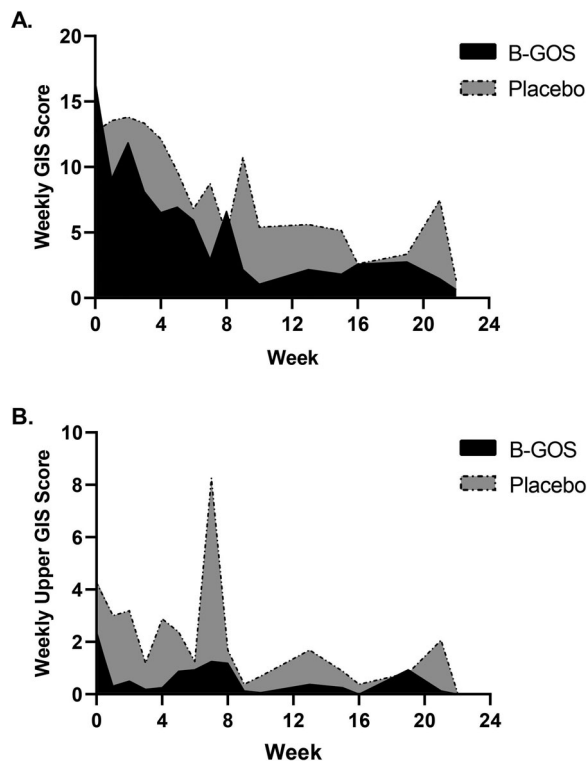 A.
B-GOS
Placebo
Weekly GIS Score
20
15
10
5
0
0 4 8 12 16 20 24
Week
B.
B-GOS
Placebo
Weekly Upper GIS Score
10
8
6
4
2
0
0 4 8 12 16 20 24
Week